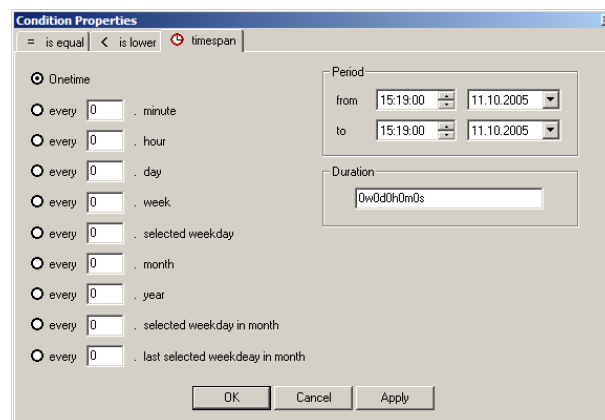 Condition Properties
= is equal < is lower timespan
Onetime
every 0 . minute
every 0 . hour
every 0 . day
every 0 . week
every 0 . selected weekday
every 0 . month
every 0 . year
every 0 . selected weekday in month
every 0 . last selected weekdeay in month
Period
from 15:19:00 11.10.2005
to 15:19:00 11.10.2005
Duration
0w0d0h0m0s
OK Cancel Apply